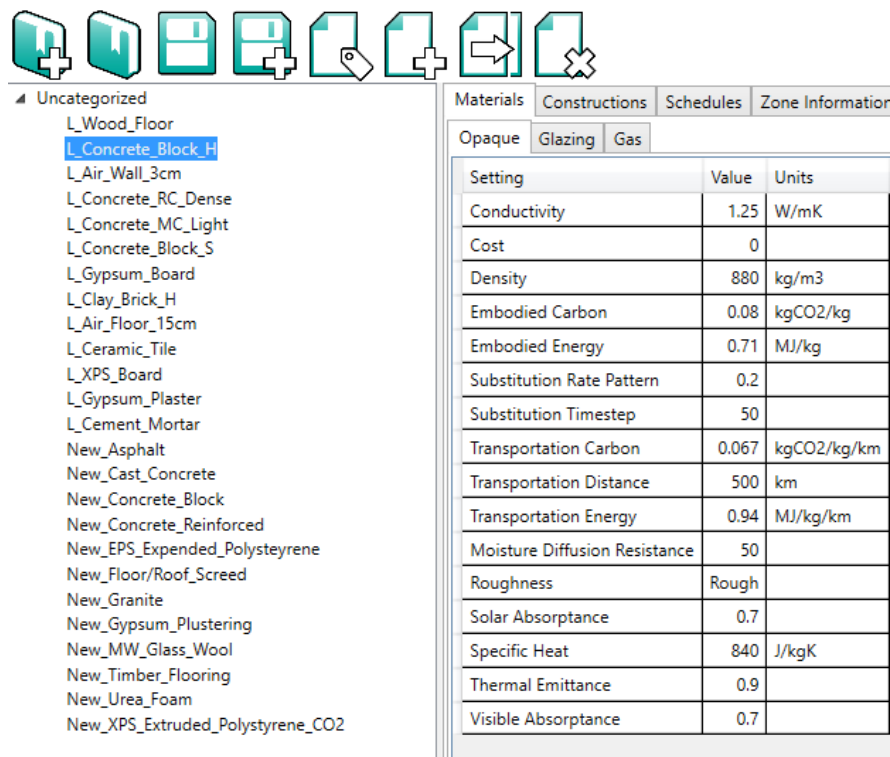 Uncategorized
L_Wood_Floor
L_Concrete_Block_H
L_Air_Wall_3cm
L_Concrete_RC_Dense
L_Concrete_MC_Light
L_Concrete_Block_S
L_Gypsum_Board
L_Clay_Brick_H
L_Air_Floor_15cm
L_Ceramic_Tile
L_XPS_Board
L_Gypsum_Plaster
L_Cement_Mortar
New_Asphalt
New_Cast_Concrete
New_Concrete_Block
New_Concrete_Reinforced
New_EPS_Expended_Polysteyrene
New_Floor/Roof_Screed
New_Granite
New_Gypsum_Plustering
New_MW_Glass_Wool
New_Timber_Flooring
New_Urea_Foam
New_XPS_Extruded_Polystyrene_CO2
Materials Constructions Schedules Zone Information
Opaque Glazing Gas
Setting Value Units
Conductivity 1.25 W/mK
Cost 0
Density 880 kg/m3
Embodied Carbon 0.08 kgCO2/kg
Embodied Energy 0.71 MJ/kg
Substitution Rate Pattern 0.2
Substitution Timestep 50
Transportation Carbon 0.067 kgCO2/kg/km
Transportation Distance 500 km
Transportation Energy 0.94 MJ/kg/km
Moisture Diffusion Resistance 50
Roughness Rough
Solar Absorptance 0.7
Specific Heat 840 J/kgK
Thermal Emittance 0.9
Visible Absorptance 0.7